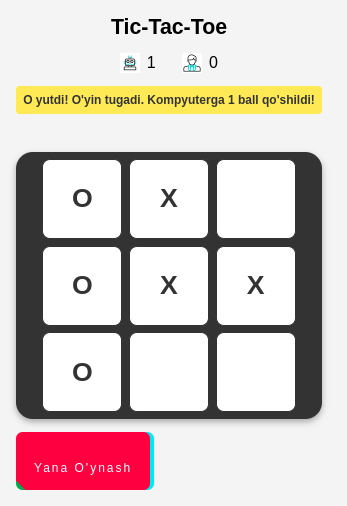 Tic-Tac-Toe
1 0
O yutdi! O'yin tugadi. Kompyuterga 1 ball qo'shildi!
O X
O X X
O
Yana O'ynash